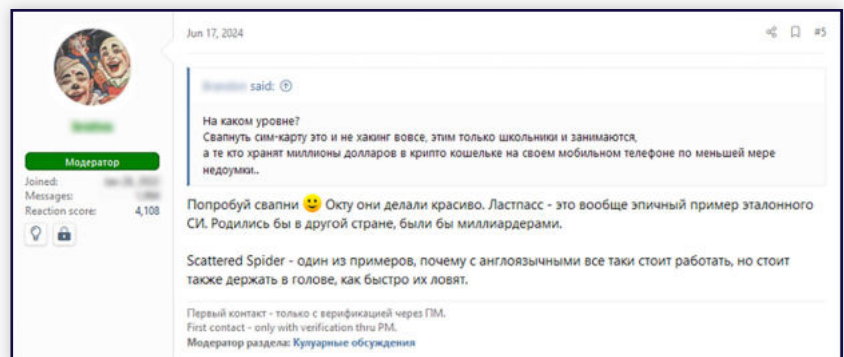 Jun 17, 2024
#5
said:
На каком уровне?
Свапнуть сим-карту это и не хакинг вовсе, этим только школьники и занимаются,
а те кто хранят миллионы долларов в крипто кошельке на своем мобильном телефоне по меньшей мере
недоумки..
Модератор
Joined:
Messages:
Reaction score: 4,108
Попробуй свапни 🙂 Окту они делали красиво. Ластпасс - это вообще эпичный пример эталонного
СИ. Родились бы в другой стране, были бы миллиардерами.
Scattered Spider - один из примеров, почему с англоязычными все таки стоит работать, но стоит
также держать в голове, как быстро их ловят.
Первый контакт - только с верификацией через ПМ.
First contact - only with verification thru PM.
Модератор раздела: Кулуарные обсуждения